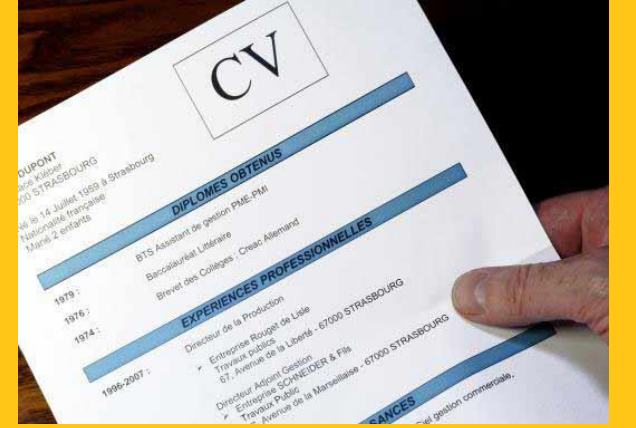 CV
DUPONT
Place Kléber
STRASBOURG
Né le 14 Juillet 1959 à Strasbourg
Nationalité française
Marié 2 enfants
DIPLOMES OBTENUS
1979 : BTS Assistant de gestion PME-PMI
1976 : Baccalauréat Littéraire
1974 : Brevet des Collèges ; Creac Allemand
EXPERIENCES PROFESSIONNELLES
1996-2007 : Directeur de la Production
Entreprise Rouget de Lisle
Travaux publics
67, Avenue de la Liberté - 67000 STRASBOURG
Directeur Adjoint Gestion
Entreprise SCHNEIDER & Fils
Travaux Public
Avenue de la Marseillaise - 67000 STRASBOURG
gestion commerciale,